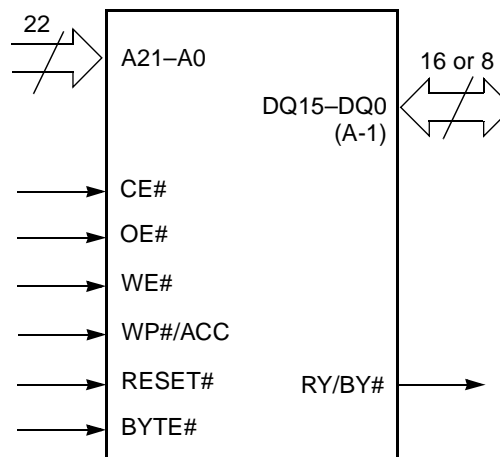 22
A21–A0
16 or 8
DQ15–DQ0
(A-1)
CE#
OE#
WE#
WP#/ACC
RESET#
RY/BY#
BYTE#